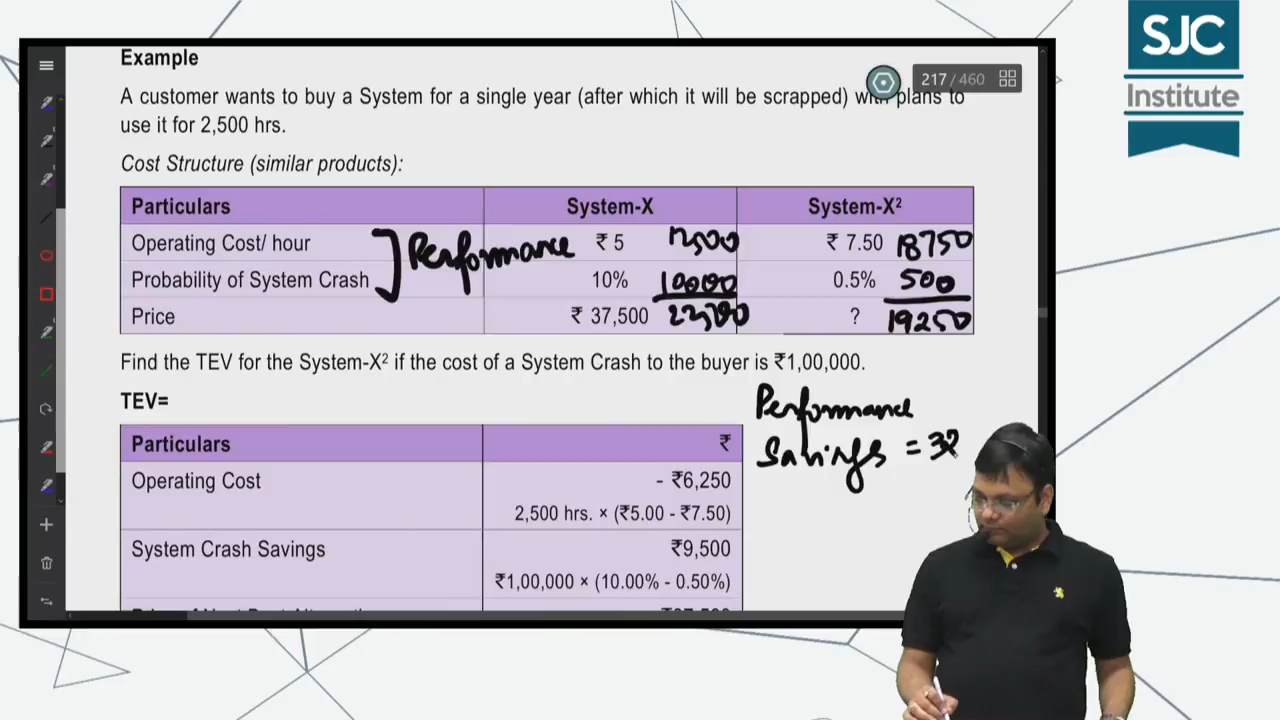 SJC
Institute
217 / 460
Example
A customer wants to buy a System for a single year (after which it will be scrapped) with plans to
use it for 2,500 hrs.
Cost Structure (similar products):
Particulars System-X System-X²
Operating Cost/ hour ₹ 5 12500 ₹ 7.50 18750
Performance
Probability of System Crash 10% 10000 0.5% 500
Price ₹ 37,500 ? 19250
Find the TEV for the System-X² if the cost of a System Crash to the buyer is ₹1,00,000.
TEV=
Performance
Savings =
Particulars ₹
Operating Cost - ₹6,250
2,500 hrs. × (₹5.00 - ₹7.50)
System Crash Savings ₹9,500
₹1,00,000 × (10.00% - 0.50%)